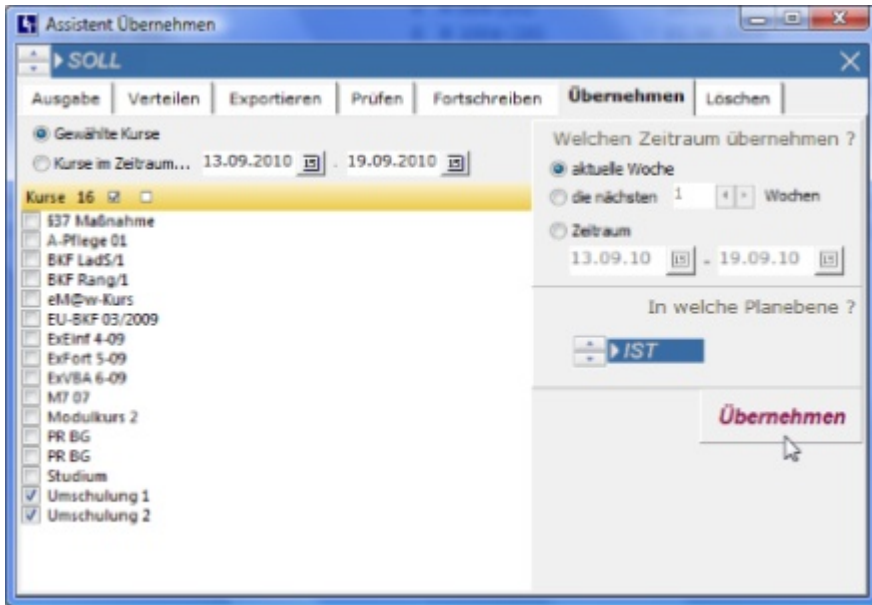 Assistent Übernehmen
SOLL
Ausgabe Verteilen Exportieren Prüfen Fortschreiben Übernehmen Löschen
Gewählte Kurse
Kurse im Zeitraum... 13.09.2010 15 . 19.09.2010 15
Kurse 16
§37 Maßnahme
A-Pflege 01
BKF LadS/1
BKF Rang/1
eM@w-Kurs
EU-BKF 03/2009
ExEinf 4-09
ExFort 5-09
ExVBA 6-09
M7 07
Modulkurs 2
PR BG
PR BG
Studium
Umschulung 1
Umschulung 2
Welchen Zeitraum übernehmen ?
aktuelle Woche
die nächsten 1 Wochen
Zeitraum
13.09.10 15 - 19.09.10 15
In welche Planebene ?
IST
Übernehmen